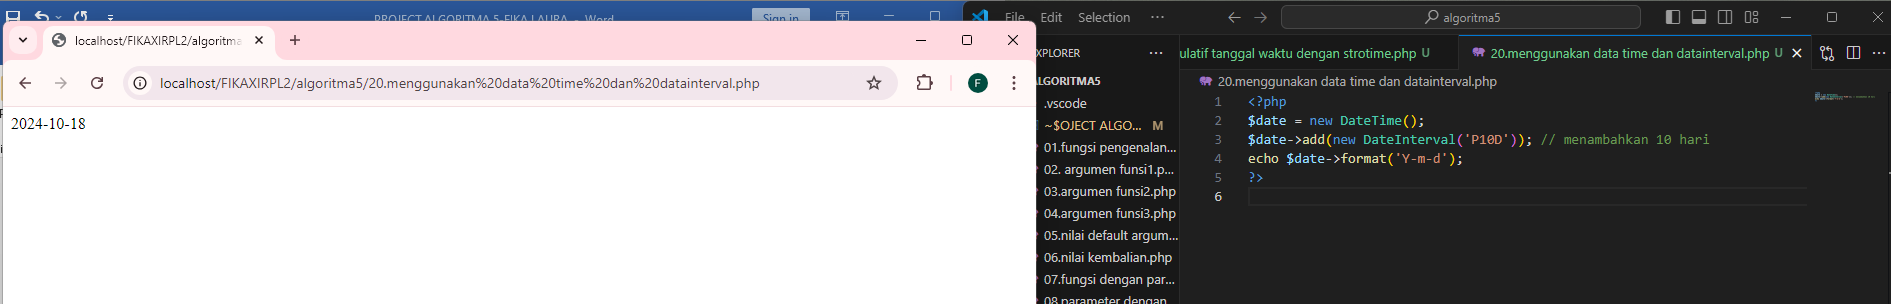 PROJECT ALGORITMA 5-FIKA LAURA - Word
Sign in
localhost/FIKAXIRPL2/algoritma
localhost/FIKAXIRPL2/algoritma5/20.menggunakan%20data%20time%20dan%20datainterval.php
F
2024-10-18
File Edit Selection ···
algoritma5
XPLORER ···
ulatif tanggal waktu dengan strotime.php U
20.menggunakan data time dan datainterval.php U
LGORITMA5
.vscode
~$OJECT ALGO... M
01.fungsi pengenalan...
02. argumen funsi1.p...
03.argumen funsi2.php
04.argumen funsi3.php
05.nilai default argum...
06.nilai kembalian.php
07.fungsi dengan par...
08.parameter dengan
20.menggunakan data time dan datainterval.php
1 <?php
2 $date = new DateTime();
3 $date->add(new DateInterval('P10D')); // menambahkan 10 hari
4 echo $date->format('Y-m-d');
5 ?>
6